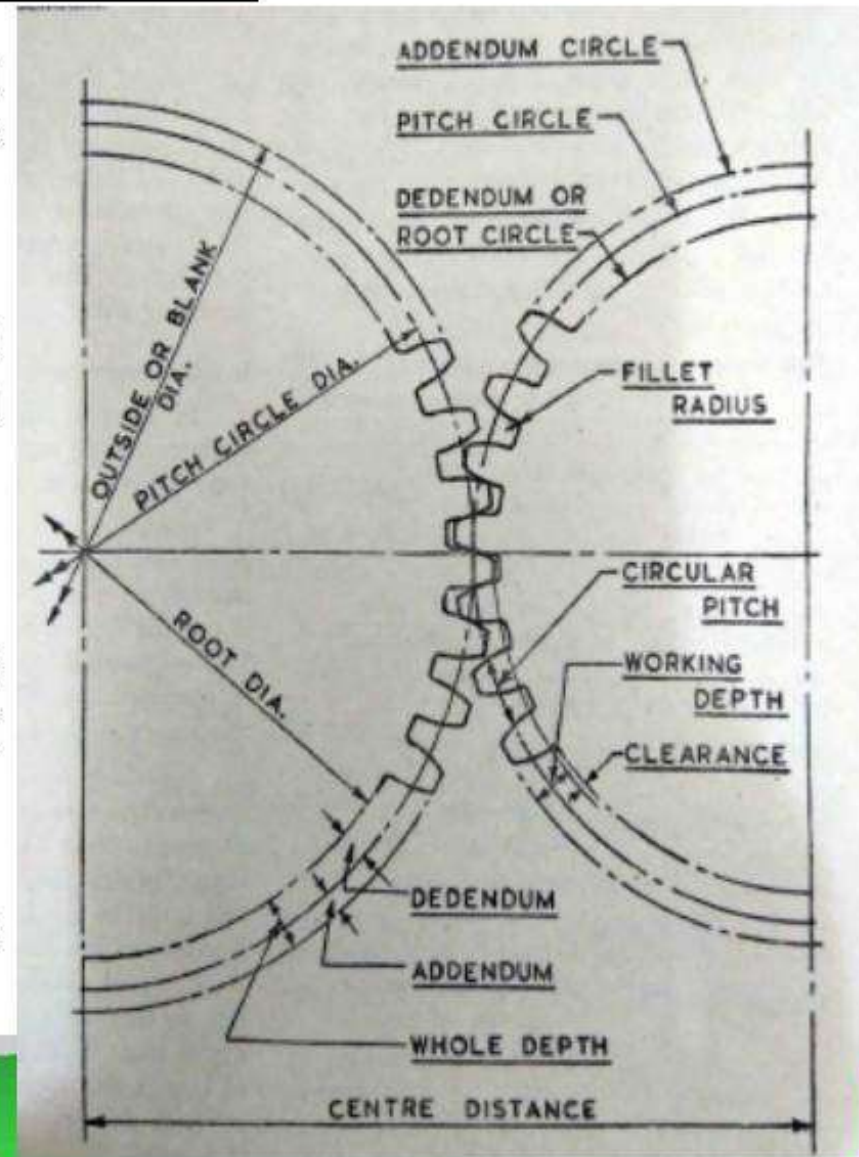 ADDENDUM CIRCLE
PITCH CIRCLE
DEDENDUM OR
ROOT CIRCLE
OUTSIDE OR BLANK
DIA.
PITCH CIRCLE DIA.
FILLET
RADIUS
CIRCULAR
PITCH
ROOT DIA.
WORKING
DEPTH
CLEARANCE
DEDENDUM
ADDENDUM
WHOLE DEPTH
CENTRE DISTANCE